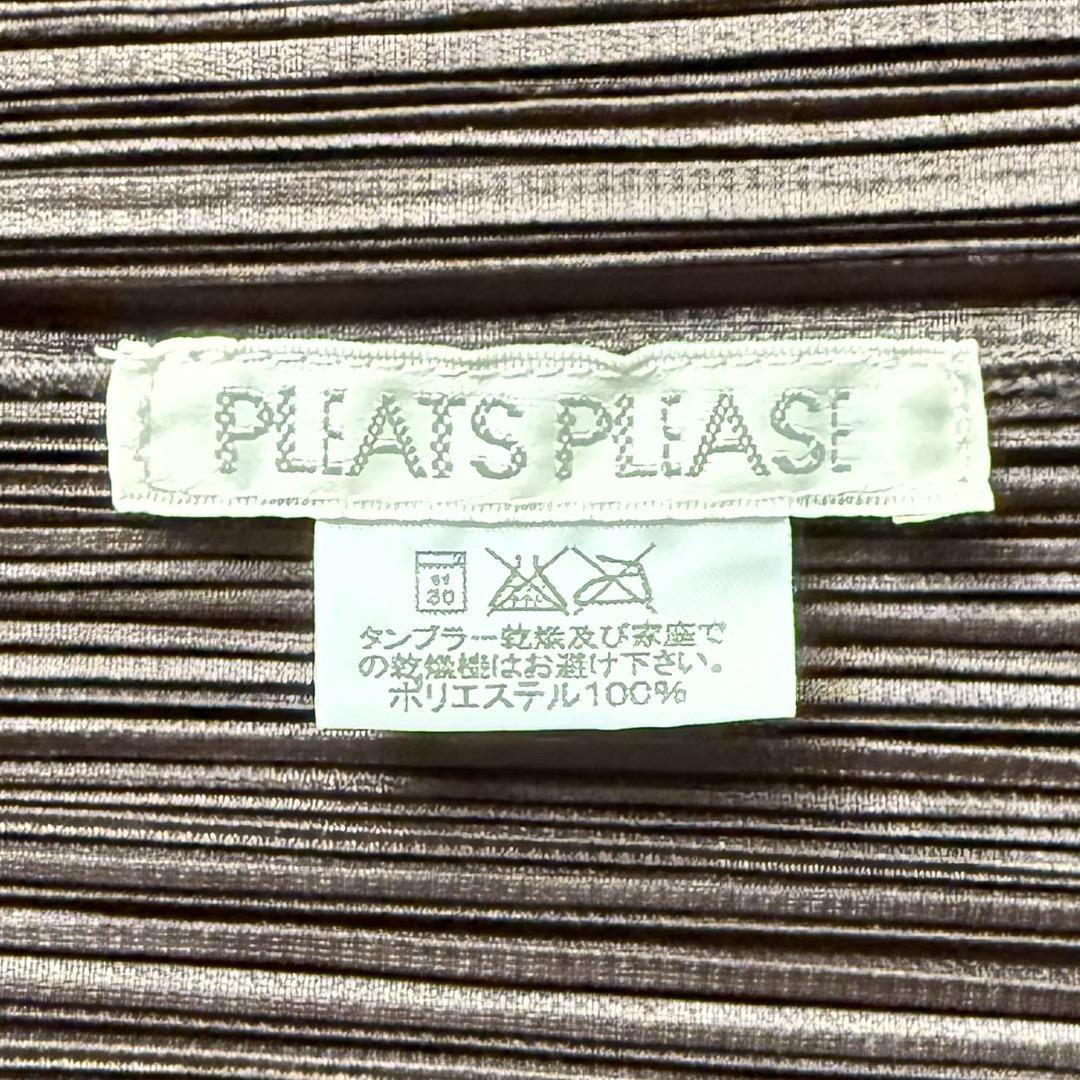 PLEATS PLEASE
30
タンブラー乾燥及び家庭で
の乾燥機はお避け下さい。
ポリエステル100%